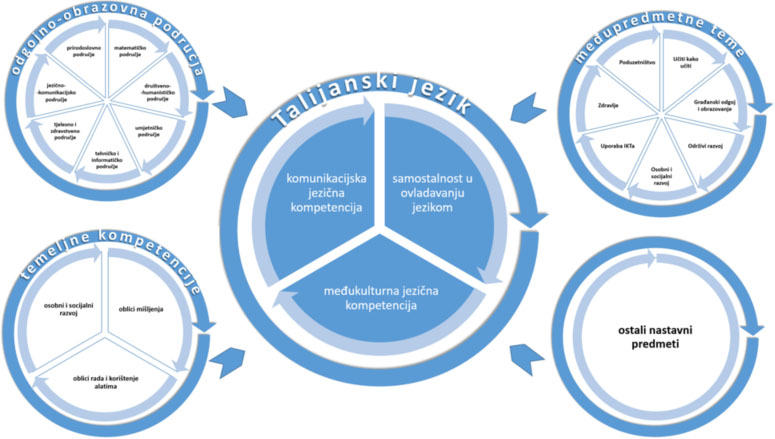 odgojno-obrazovna područja
prirodoslovno
područje
matematičko
područje
društveno-
-humanističko
područje
umjetničko
područje
tehničko i
informatičko
područje
tjelesno i
zdravstveno
područje
jezično-
komunikacijsko
područje
Talijanski jezik
komunikacijska
jezična
kompetencija
samostalnost u
ovladavanju
jezikom
međukulturna jezična
kompetencija
međupredmetne teme
Poduzetništvo
Učiti kako
učiti
Građanski odgoj
i obrazovanje
Održivi razvoj
Osobni i
socijalni
razvoj
Uporaba IKTa
Zdravlje
temeljne kompetencije
osobni i socijalni
razvoj
oblici mišljenja
oblici rada i korištenje
alatima
ostali nastavni
predmeti